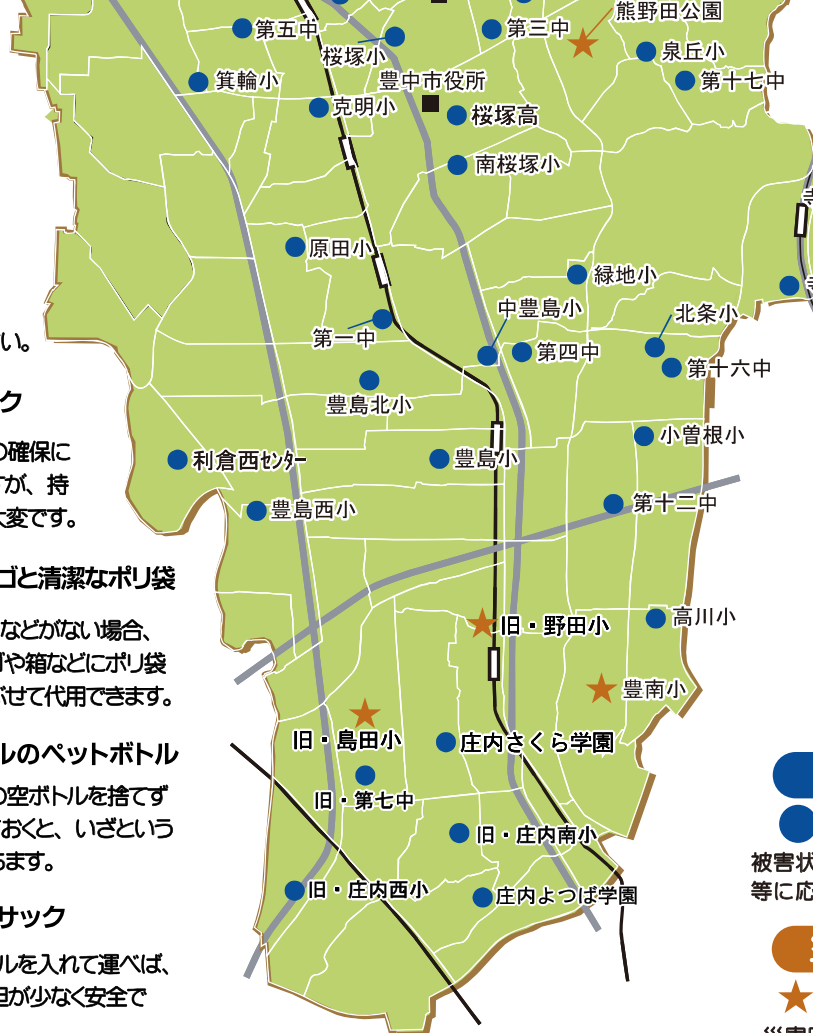 熊野田公園
第五中
第三中
桜塚小
泉丘小
箕輪小
豊中市役所
第十七中
克明小
桜塚高
南桜塚小
原田小
緑地小
中豊島小
北条小
い。
第一中
第四中
第十六中
ク
豊島北小
の確保に
小曽根小
利倉西センター
豊島小
すが、持
第十二中
豊島西小
大変です。
ゴと清潔なポリ袋
高川小
旧・野田小
などがない場合、
や箱などにポリ袋
豊南小
ぶせて代用できます。
旧・島田小
庄内さくら学園
ルのペットボトル
の空ボトルを捨てず
旧・第七中
おくと、いざという
旧・庄内南小
ります。
被害状
旧・庄内西小
庄内よつば学園
等に応
サック
ルを入れて運べば、
担が少なく安全で